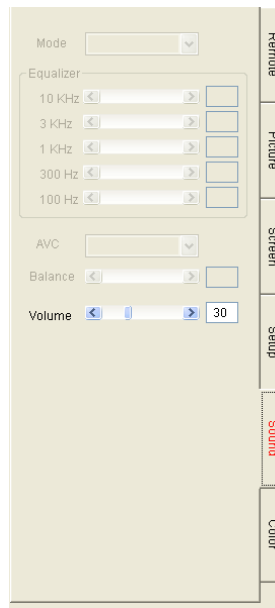 Mode
Equalizer
10 KHz
3 KHz
1 KHz
300 Hz
100 Hz
AVC
Balance
Volume 30
Remote
Picture
Screen
Setup
Sound
Color